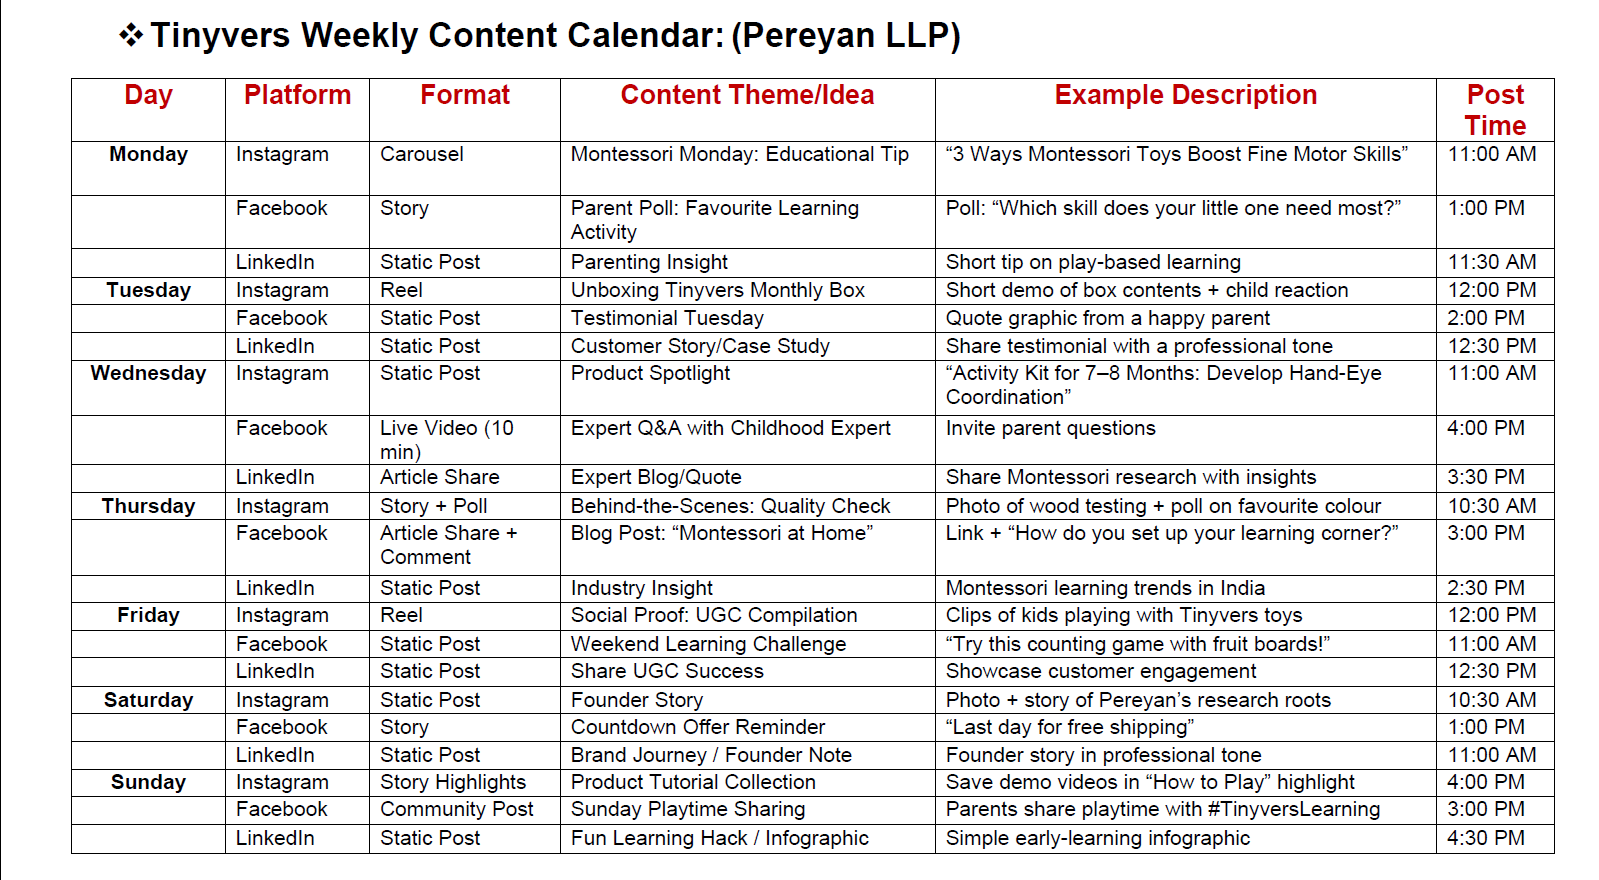 ❖ Tinyvers Weekly Content Calendar: (Pereyan LLP)
Day Platform Format Content Theme/Idea Example Description Post
Time
Monday Instagram Carousel Montessori Monday: Educational Tip “3 Ways Montessori Toys Boost Fine Motor Skills” 11:00 AM
Facebook Story Parent Poll: Favourite Learning Poll: “Which skill does your little one need most?” 1:00 PM
Activity
LinkedIn Static Post Parenting Insight Short tip on play-based learning 11:30 AM
Tuesday Instagram Reel Unboxing Tinyvers Monthly Box Short demo of box contents + child reaction 12:00 PM
Facebook Static Post Testimonial Tuesday Quote graphic from a happy parent 2:00 PM
LinkedIn Static Post Customer Story/Case Study Share testimonial with a professional tone 12:30 PM
Wednesday Instagram Static Post Product Spotlight “Activity Kit for 7–8 Months: Develop Hand-Eye 11:00 AM
Coordination”
Facebook Live Video (10 Expert Q&A with Childhood Expert Invite parent questions 4:00 PM
min)
LinkedIn Article Share Expert Blog/Quote Share Montessori research with insights 3:30 PM
Thursday Instagram Story + Poll Behind-the-Scenes: Quality Check Photo of wood testing + poll on favourite colour 10:30 AM
Facebook Article Share + Blog Post: “Montessori at Home” Link + “How do you set up your learning corner?” 3:00 PM
Comment
LinkedIn Static Post Industry Insight Montessori learning trends in India 2:30 PM
Friday Instagram Reel Social Proof: UGC Compilation Clips of kids playing with Tinyvers toys 12:00 PM
Facebook Static Post Weekend Learning Challenge “Try this counting game with fruit boards!” 11:00 AM
LinkedIn Static Post Share UGC Success Showcase customer engagement 12:30 PM
Saturday Instagram Static Post Founder Story Photo + story of Pereyan’s research roots 10:30 AM
Facebook Story Countdown Offer Reminder “Last day for free shipping” 1:00 PM
LinkedIn Static Post Brand Journey / Founder Note Founder story in professional tone 11:00 AM
Sunday Instagram Story Highlights Product Tutorial Collection Save demo videos in “How to Play” highlight 4:00 PM
Facebook Community Post Sunday Playtime Sharing Parents share playtime with #TinyversLearning 3:00 PM
LinkedIn Static Post Fun Learning Hack / Infographic Simple early-learning infographic 4:30 PM